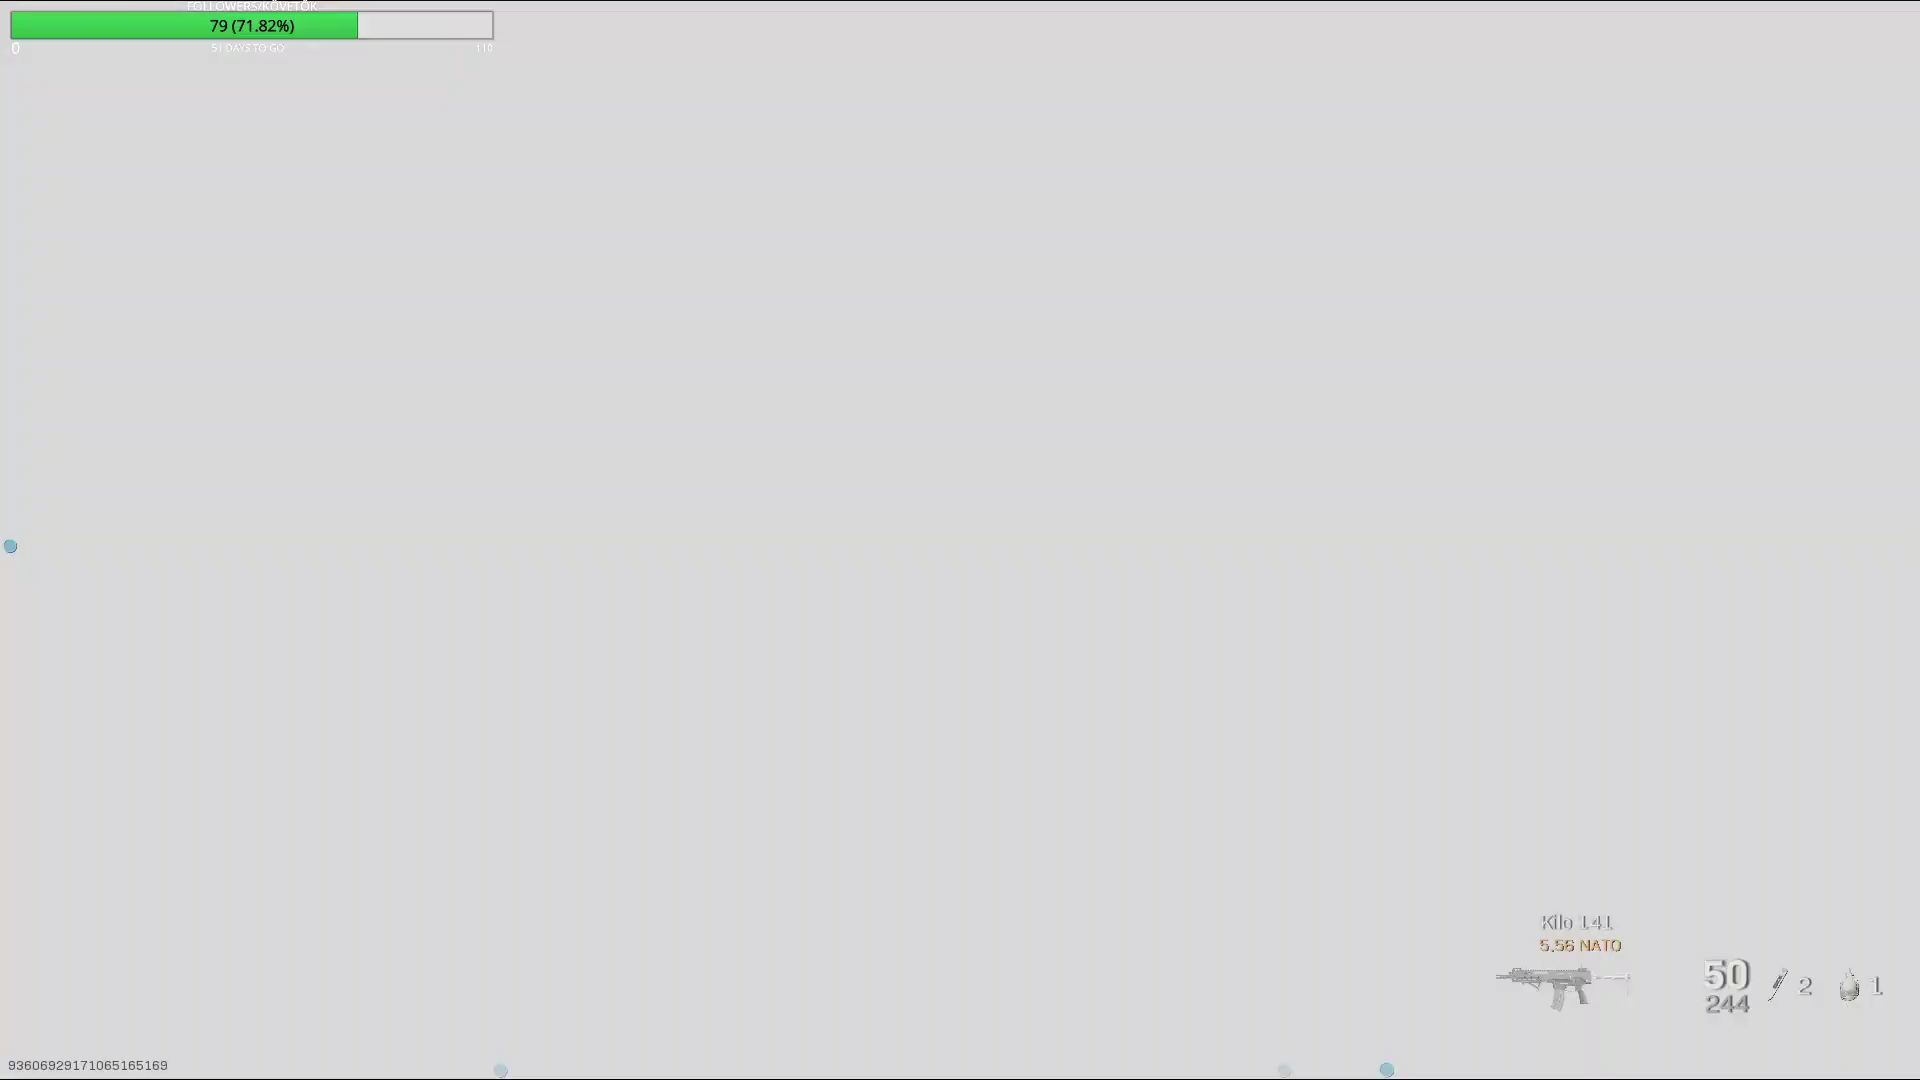 FOLLOWERS/KÖVETŐK
79 (71.82%)
0
51 DAYS TO GO
110
Kilo 141
5.56 NATO
50
244
2
1
93606929171065165169